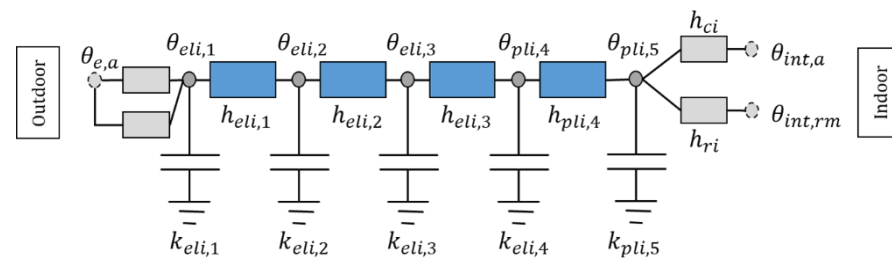 Outdoor
θ_{e,a}
θ_{eli,1}
θ_{eli,2}
θ_{eli,3}
θ_{pli,4}
θ_{pli,5}
h_{ci}
θ_{int,a}
h_{eli,1}
h_{eli,2}
h_{eli,3}
h_{pli,4}
θ_{int,rm}
h_{ri}
Indoor
k_{eli,1}
k_{eli,2}
k_{eli,3}
k_{eli,4}
k_{pli,5}